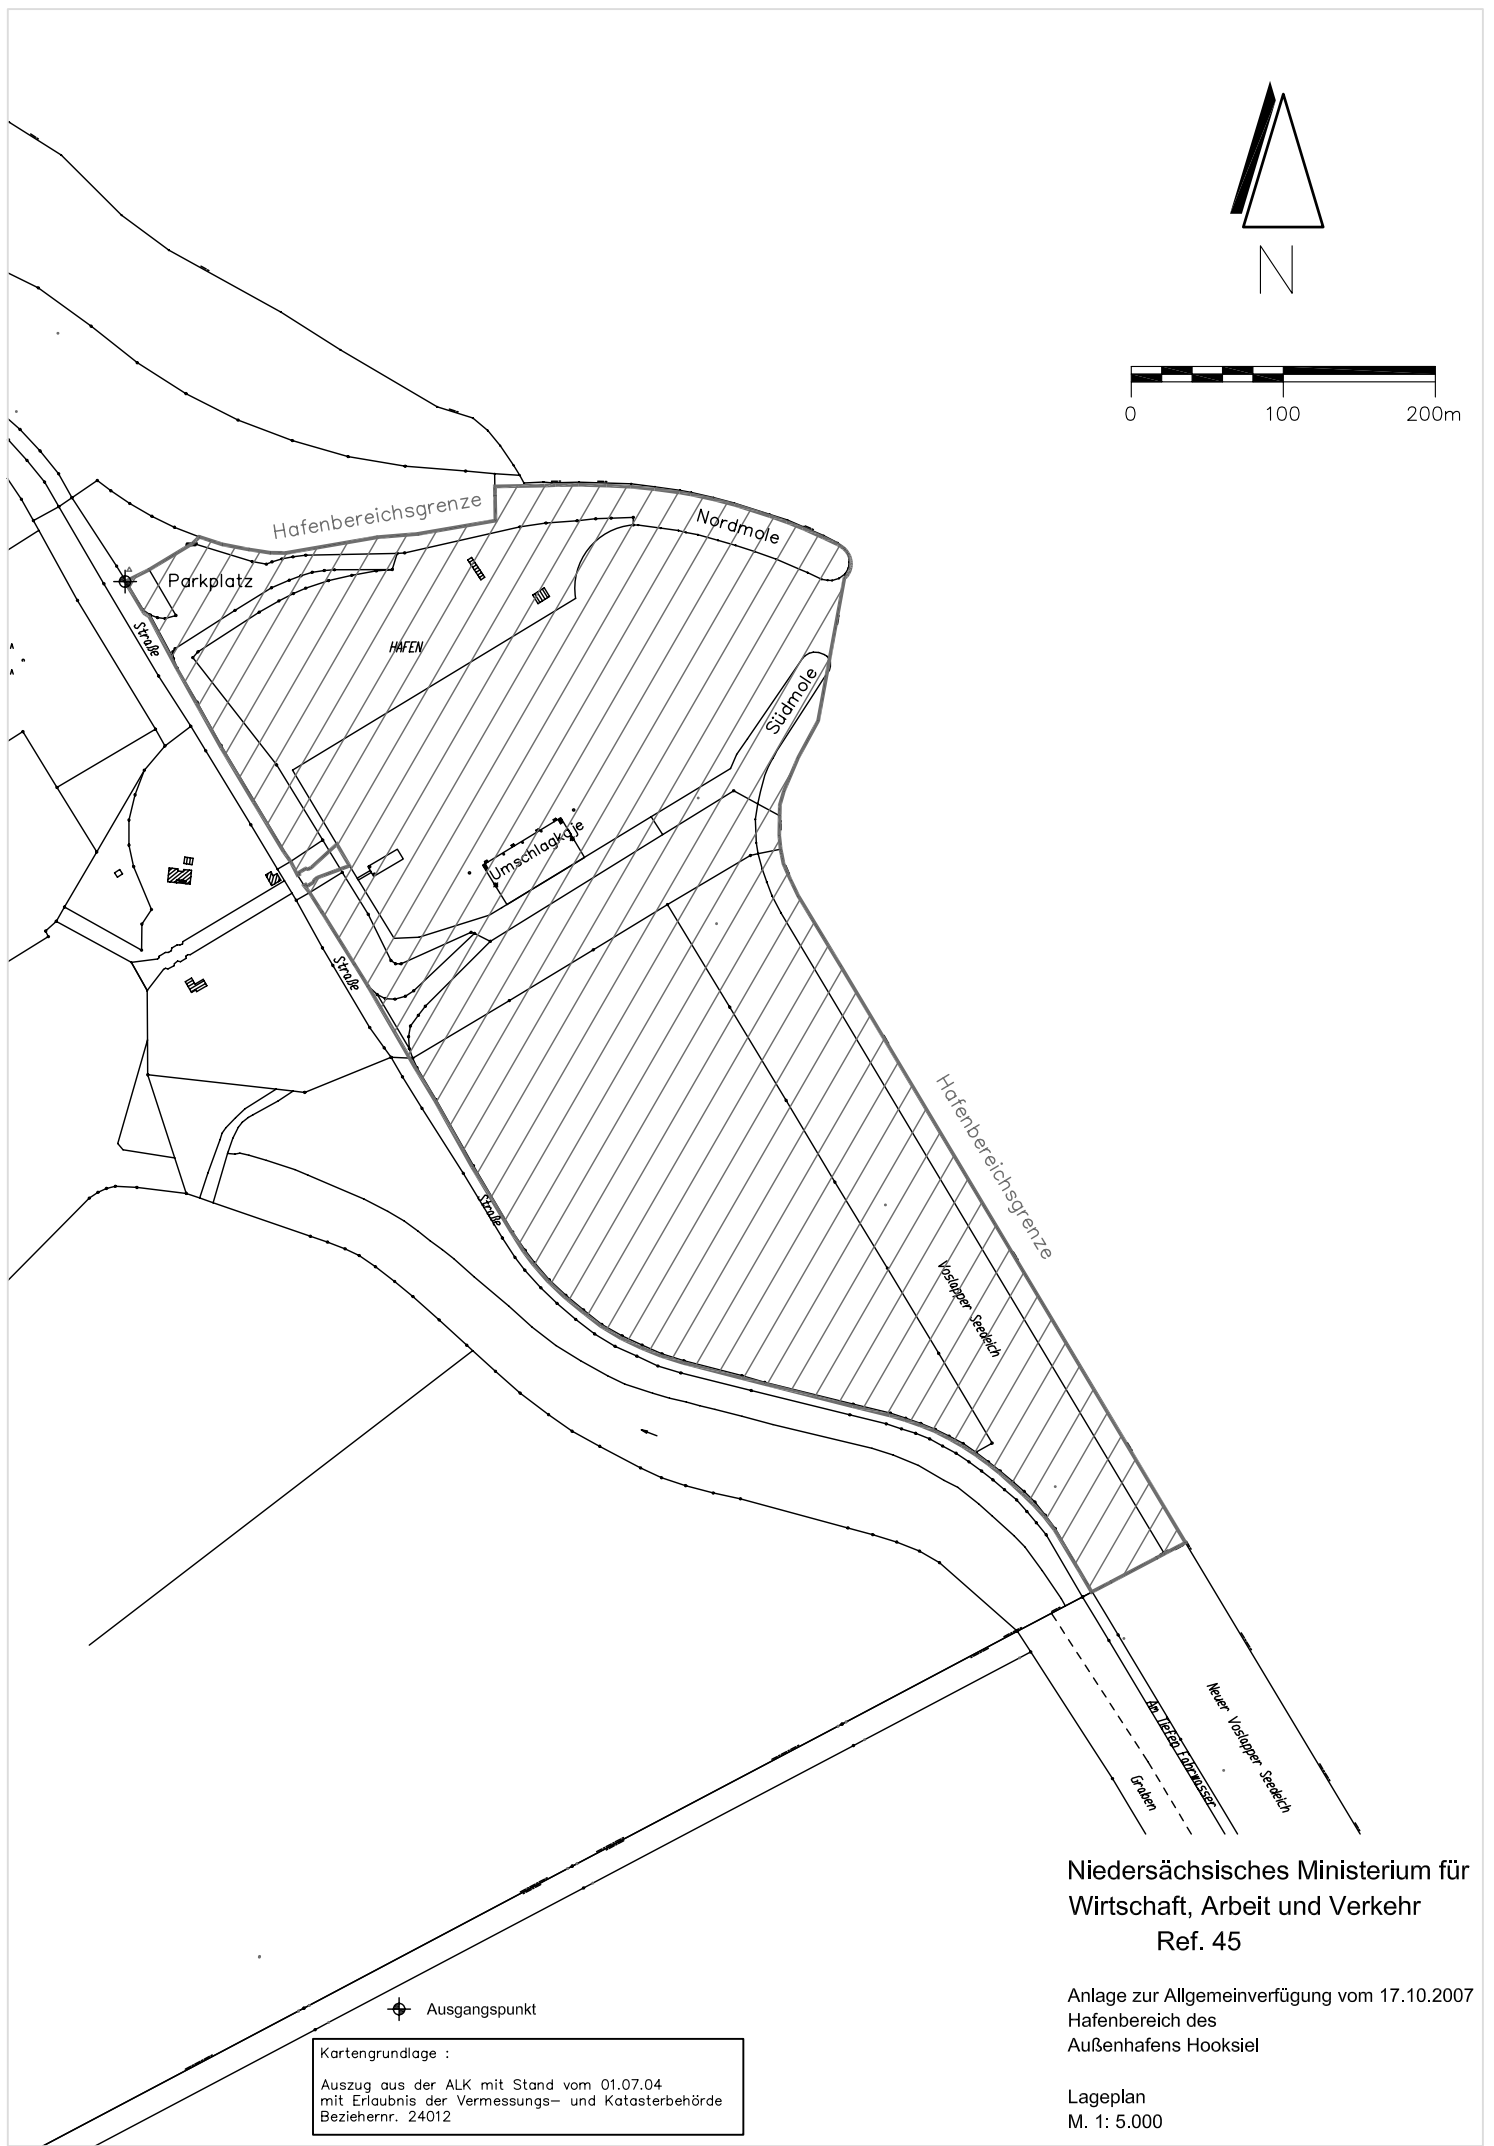 N
0 100 200m
Hafenbereichsgrenze
Nordmole
Parkplatz
Straße
HAFEN
Südmole
Umschlagkaje
Straße
Hafenbereichsgrenze
Straße
Voslapper Seedeich
Am Tiefen Fahrwasser
Neuer Voslapper Seedeich
Graben
Niedersächsisches Ministerium für
Wirtschaft, Arbeit und Verkehr
Ref. 45
Anlage zur Allgemeinverfügung vom 17.10.2007
Hafenbereich des
Außenhafens Hooksiel
Lageplan
M. 1: 5.000
Ausgangspunkt
Kartengrundlage :
Auszug aus der ALK mit Stand vom 01.07.04
mit Erlaubnis der Vermessungs– und Katasterbehörde
Beziehernr. 24012